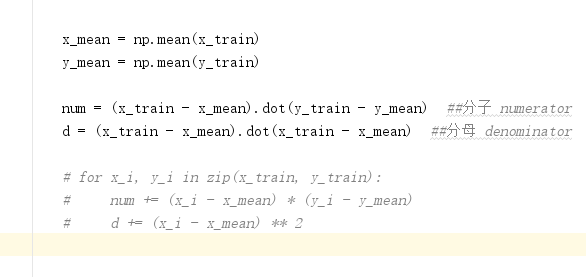 x_mean = np.mean(x_train)
y_mean = np.mean(y_train)
num = (x_train - x_mean).dot(y_train - y_mean)  ##分子 numerator
d = (x_train - x_mean).dot(x_train - x_mean)  ##分母 denominator
# for x_i, y_i in zip(x_train, y_train):
#     num += (x_i - x_mean) * (y_i - y_mean)
#     d += (x_i - x_mean) ** 2